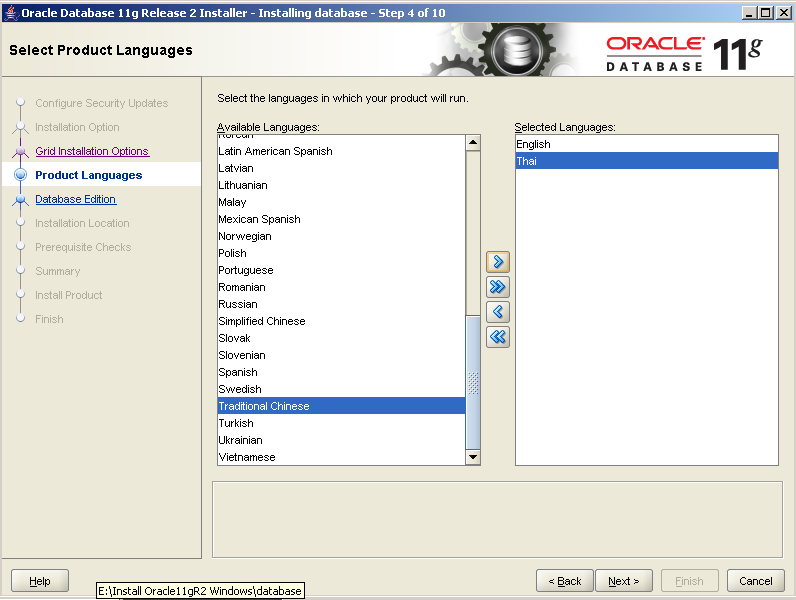 Oracle Database 11g Release 2 Installer - Installing database - Step 4 of 10
Select Product Languages
ORACLE
DATABASE
11g
Configure Security Updates
Installation Option
Grid Installation Options
Product Languages
Database Edition
Installation Location
Prerequisite Checks
Summary
Install Product
Finish
Select the languages in which your product will run.
Available Languages:
Korean
Latin American Spanish
Latvian
Lithuanian
Malay
Mexican Spanish
Norwegian
Polish
Portuguese
Romanian
Russian
Simplified Chinese
Slovak
Slovenian
Spanish
Swedish
Traditional Chinese
Turkish
Ukrainian
Vietnamese
Selected Languages:
English
Thai
Help
E:\Install Oracle11gR2 Windows\database
< Back
Next >
Finish
Cancel